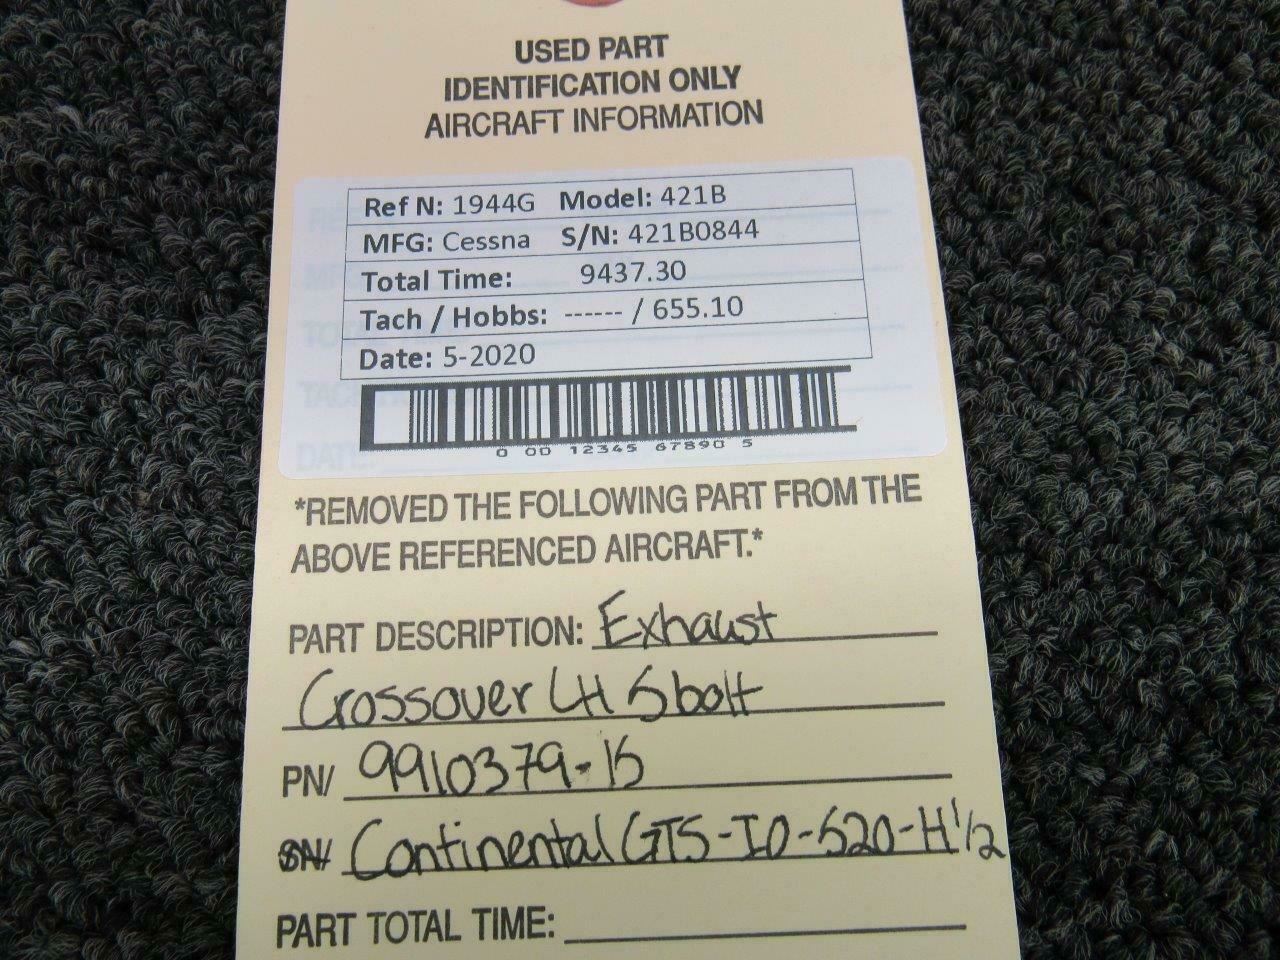 USED PART
IDENTIFICATION ONLY
AIRCRAFT INFORMATION
Ref N: 1944G Model: 421B
MFG: Cessna S/N: 421B0844
Total Time: 9437.30
Tach / Hobbs: ------ / 655.10
Date: 5-2020
0 00 12345 67890 5
*REMOVED THE FOLLOWING PART FROM THE
ABOVE REFERENCED AIRCRAFT.*
PART DESCRIPTION: Exhaust
Crossover LH 5bolt
PN/ 9910379-15
SN/ Continental GTS-IO-520-H 1/2
PART TOTAL TIME: